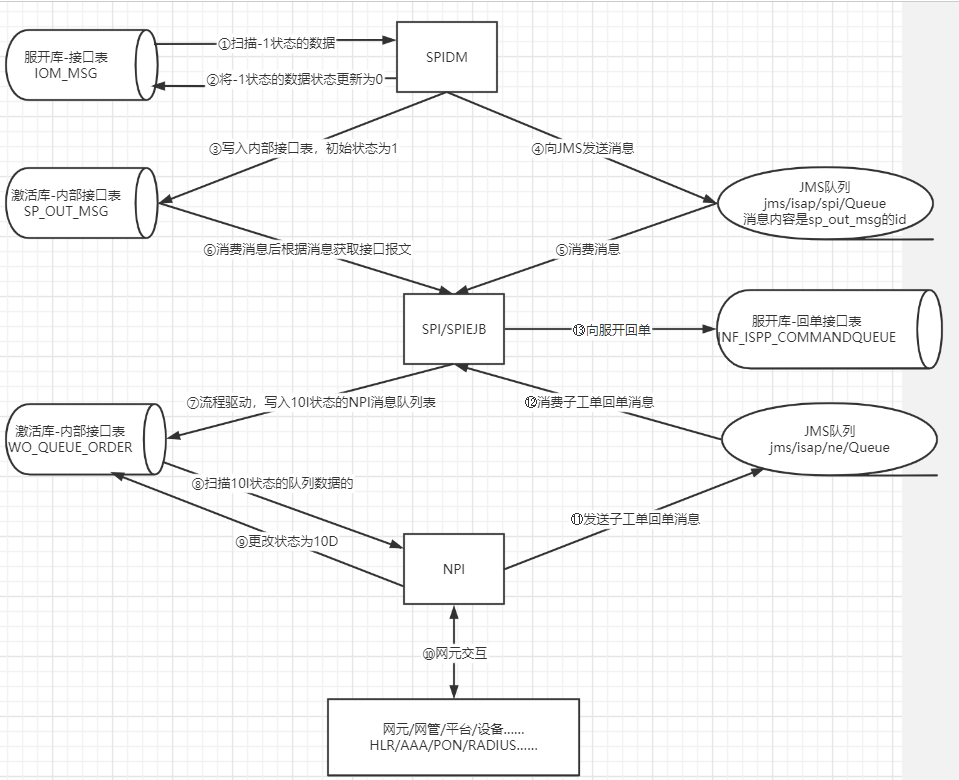 服开库-接口表
IOM_MSG
①扫描-1状态的数据
SPIDM
②将-1状态的数据状态更新为0
③写入内部接口表，初始状态为1
④向JMS发送消息
激活库-内部接口表
SP_OUT_MSG
JMS队列
jms/isap/spi/Queue
消息内容是sp_out_msg的id
⑥消费消息后根据消息获取接口报文
⑤消费消息
SPI/SPIEJB
⑬向服开回单
服开库-回单接口表
INF_ISPP_COMMANDQUEUE
⑦流程驱动，写入10I状态的NPI消息队列表
⑫消费子工单回单消息
激活库-内部接口表
WO_QUEUE_ORDER
JMS队列
jms/isap/ne/Queue
⑧扫描10I状态的队列数据的
⑪发送子工单回单消息
⑨更改状态为10D
NPI
⑩网元交互
网元/网管/平台/设备......
HLR/AAA/PON/RADIUS......